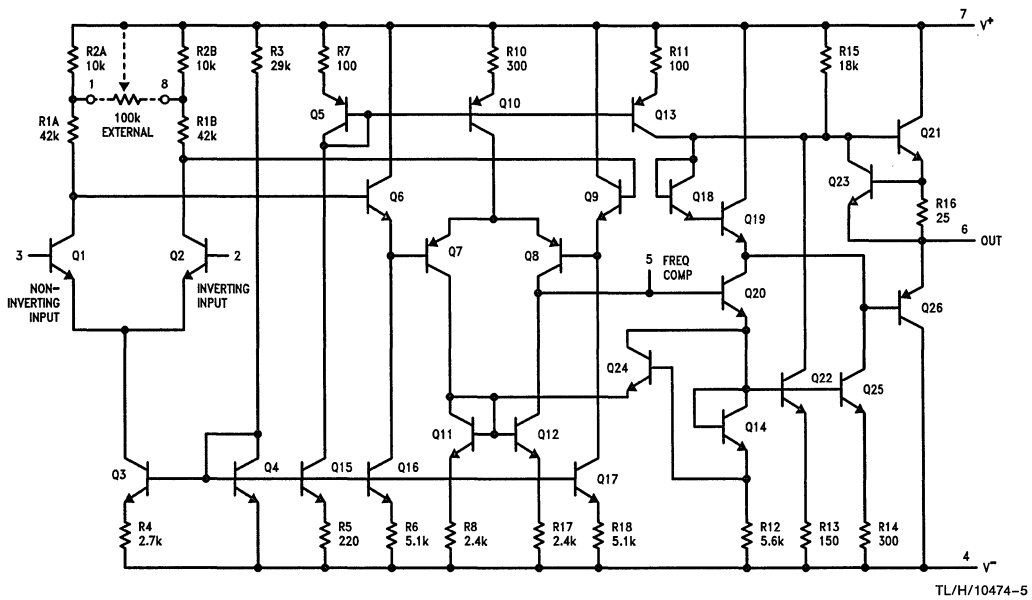 7 V+
R2A
10k
R2B
10k
R3
29k
R7
100
R10
300
R11
100
R15
18k
1
8
100k
EXTERNAL
R1A
42k
R1B
42k
Q5
Q10
Q13
Q21
Q6
Q9
Q18
Q23
Q19
R16
25
3
Q1
Q2
2
Q7
Q8
5 FREQ
COMP
6
OUT
NON-
INVERTING
INPUT
INVERTING
INPUT
Q20
Q26
Q24
Q22
Q25
Q11
Q12
Q14
Q3
Q4
Q15
Q16
Q17
R4
2.7k
R5
220
R6
5.1k
R8
2.4k
R17
2.4k
R18
5.1k
R12
5.6k
R13
150
R14
300
4 V-
TL/H/10474-5